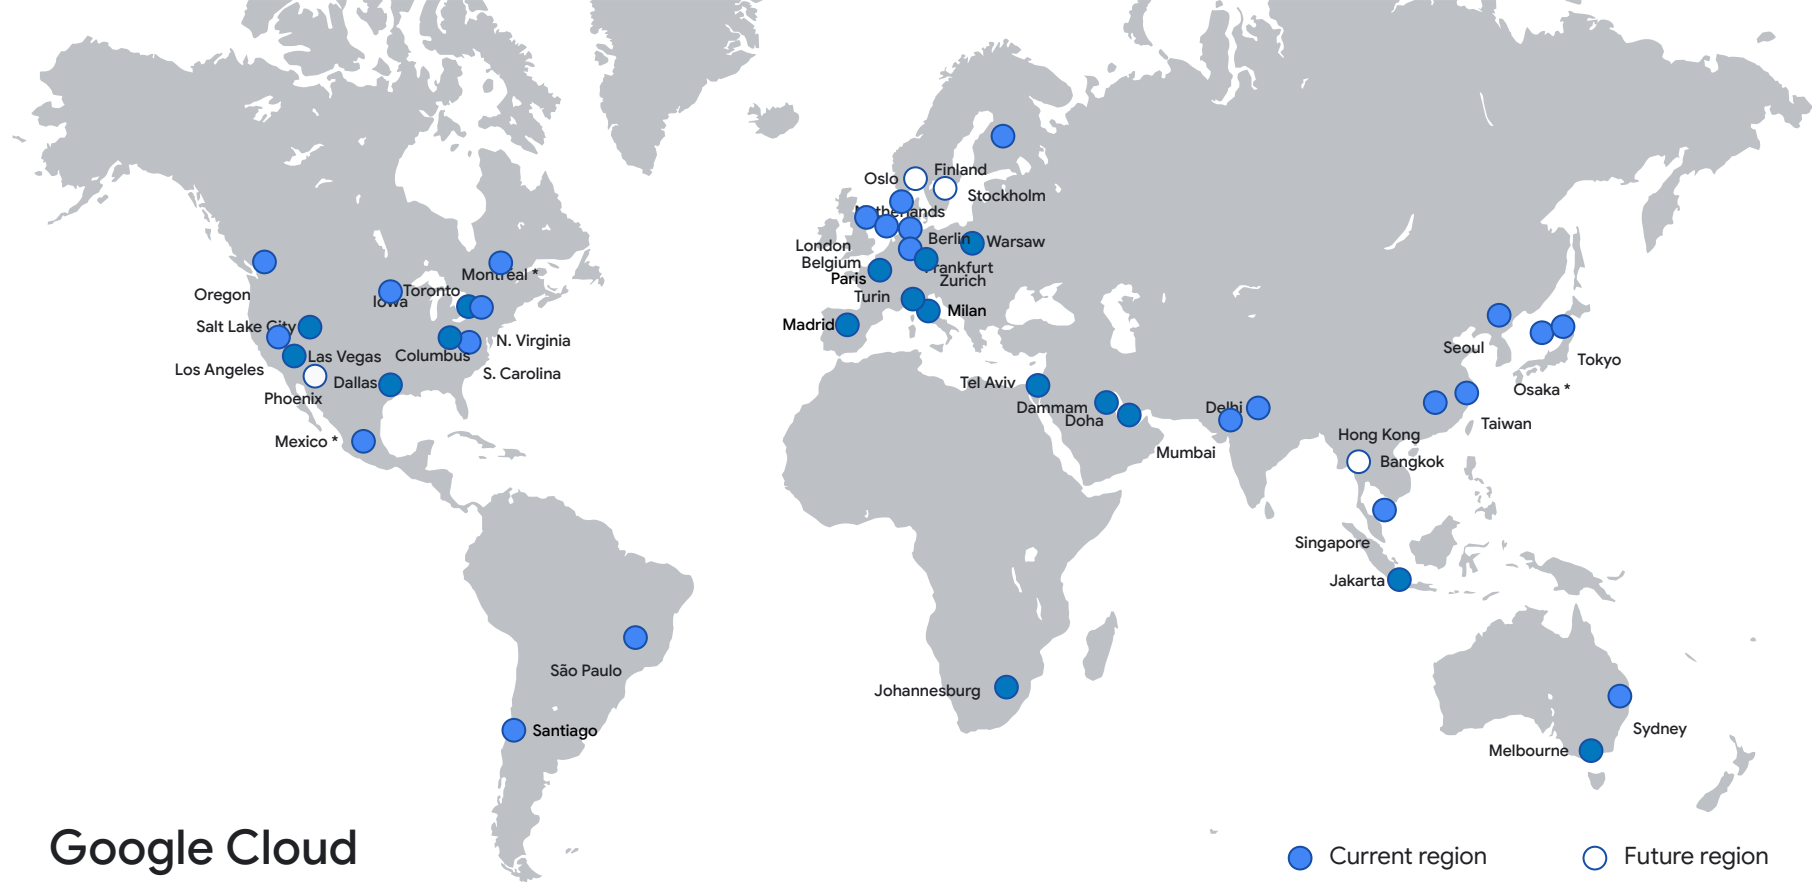 Finland
Oslo
Stockholm
Netherlands
Berlin
Warsaw
London
Belgium
Frankfurt
Paris
Zurich
Turin
Milan
Madrid
Montréal *
Toronto
Iowa
Oregon
Salt Lake City
N. Virginia
Las Vegas
Columbus
Los Angeles
S. Carolina
Dallas
Phoenix
Mexico *
Seoul
Tokyo
Osaka *
Tel Aviv
Dammam
Doha
Delhi
Mumbai
Taiwan
Hong Kong
Bangkok
Singapore
Jakarta
São Paulo
Johannesburg
Santiago
Sydney
Melbourne
Google Cloud
Current region
Future region